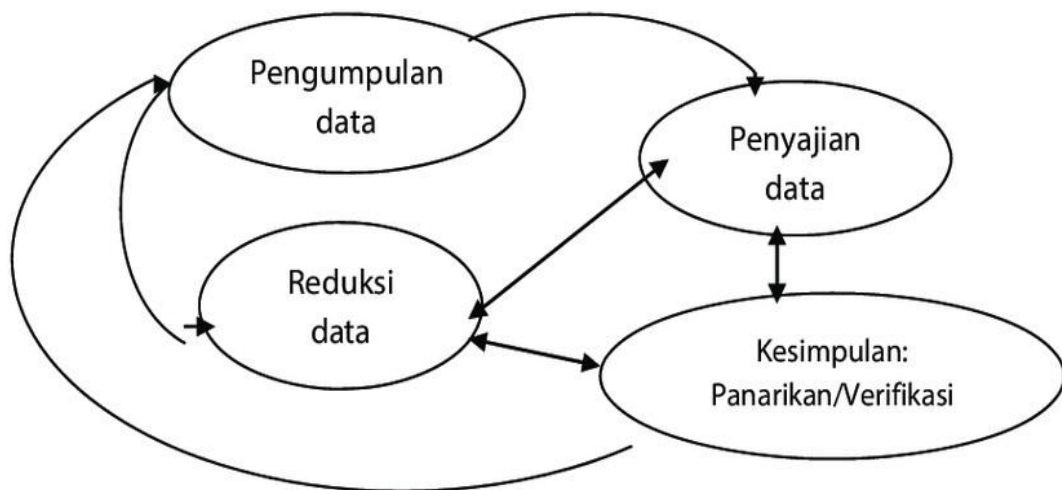 Pengumpulan
data
Penyajian
data
Reduksi
data
Kesimpulan:
Panarikan/Verifikasi